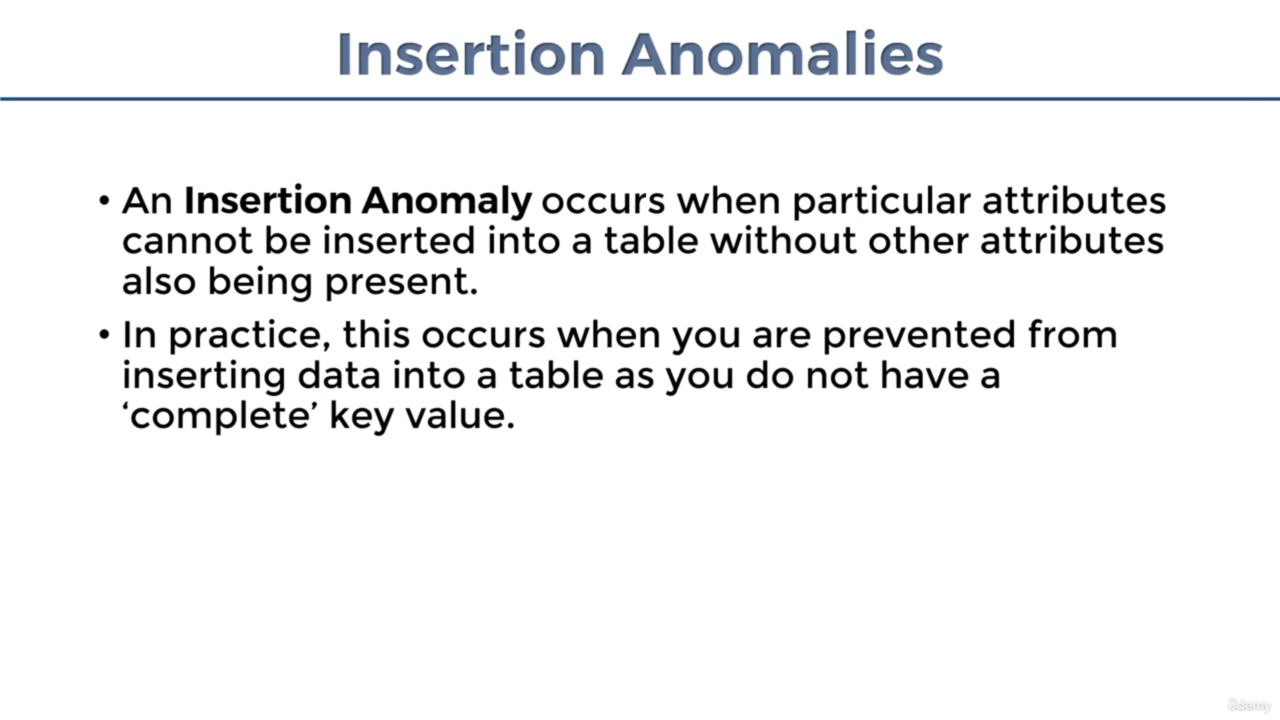 Insertion Anomalies
• An Insertion Anomaly occurs when particular attributes
cannot be inserted into a table without other attributes
also being present.
• In practice, this occurs when you are prevented from
inserting data into a table as you do not have a
‘complete’ key value.
ûdemy